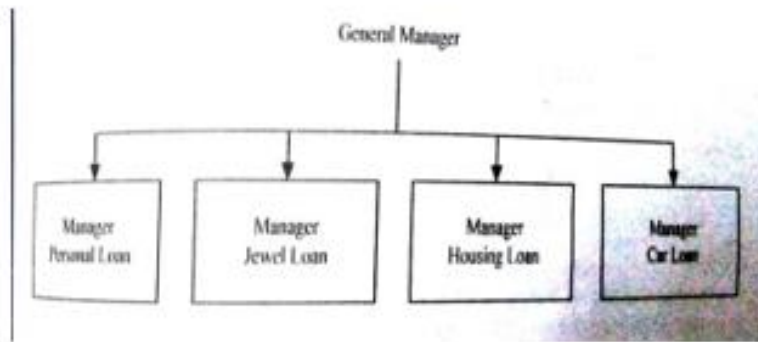 General Manager
Manager
Personal Loan
Manager
Jewel Loan
Manager
Housing Loan
Manager
Car Loan